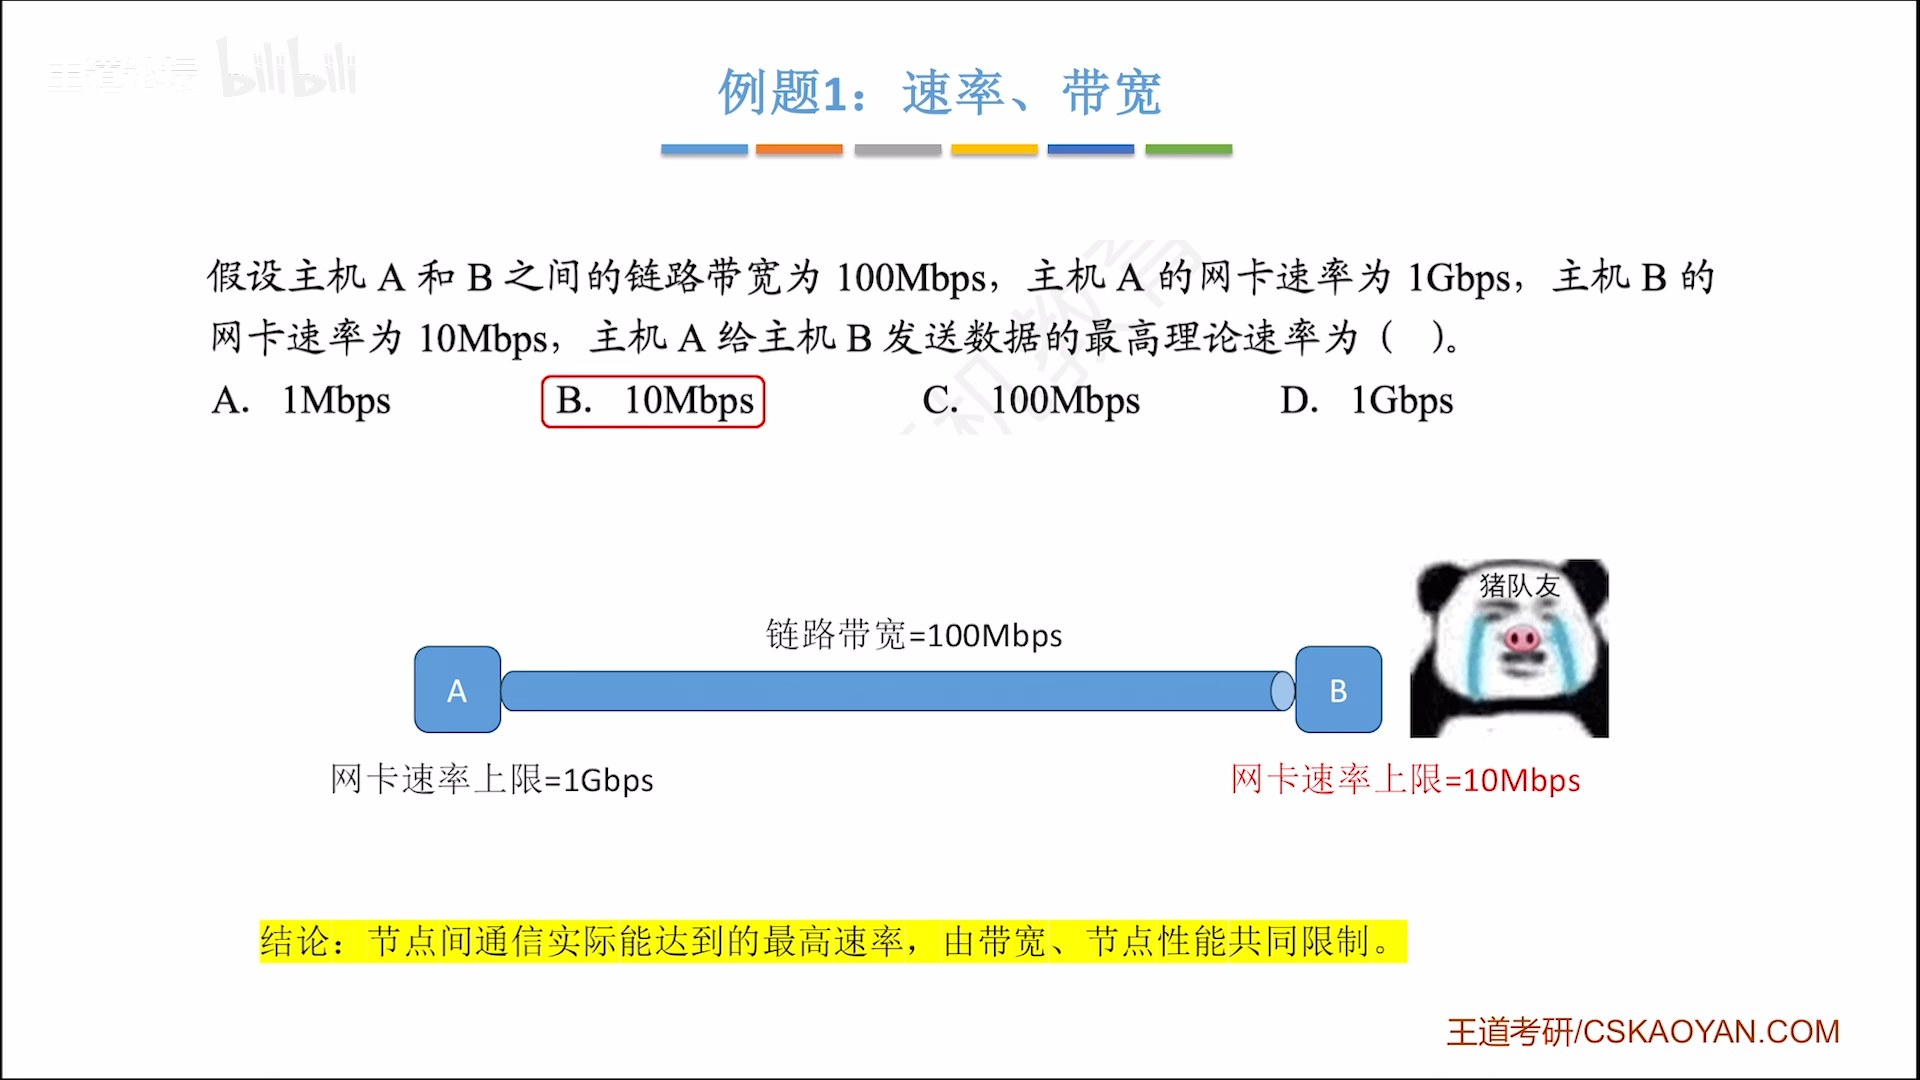 王道论坛 bilibili
例题1：速率、带宽
假设主机 A 和 B 之间的链路带宽为 100Mbps，主机 A 的网卡速率为 1Gbps，主机 B 的
网卡速率为 10Mbps，主机 A 给主机 B 发送数据的最高理论速率为（　）。
A. 1Mbps B. 10Mbps C. 100Mbps D. 1Gbps
猪队友
链路带宽=100Mbps
A B
网卡速率上限=1Gbps 网卡速率上限=10Mbps
结论：节点间通信实际能达到的最高速率，由带宽、节点性能共同限制。
王道考研/CSKAOYAN.COM